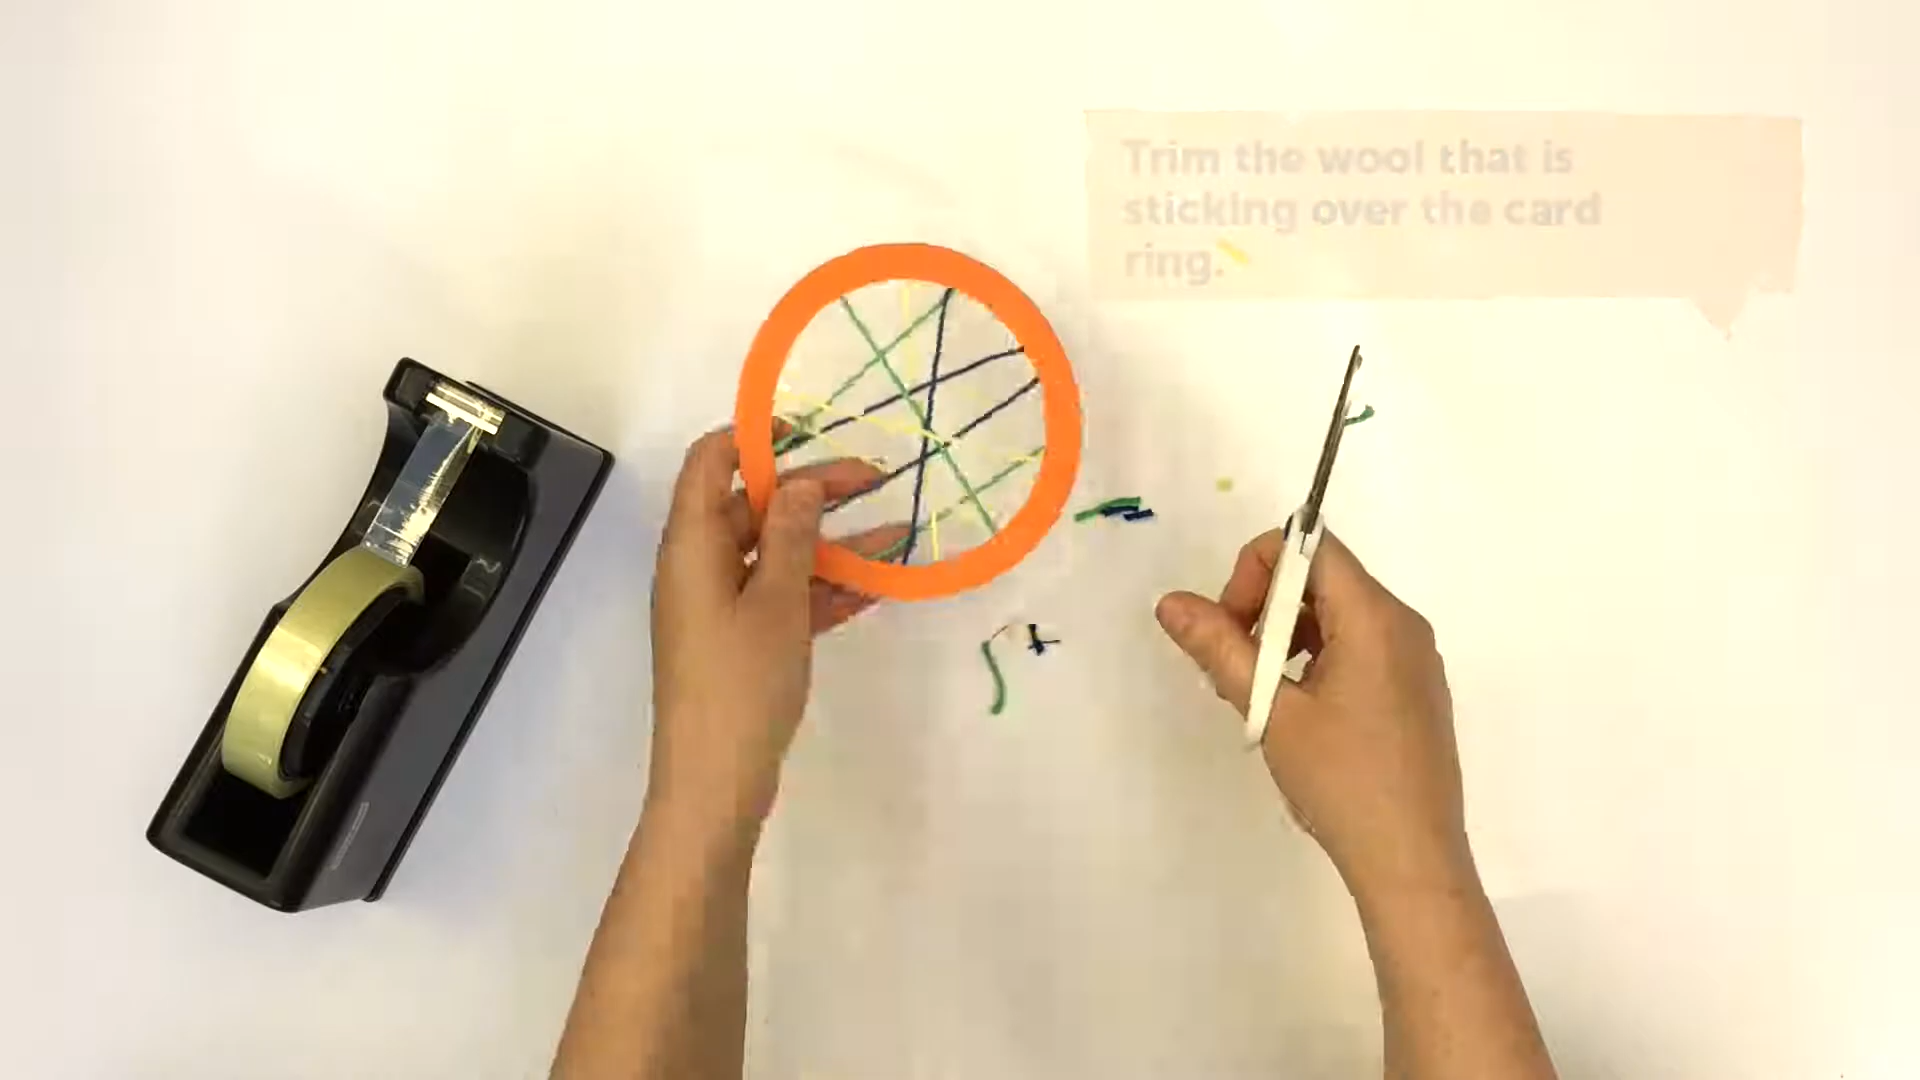 Trim the wool that is
sticking over the card
ring.